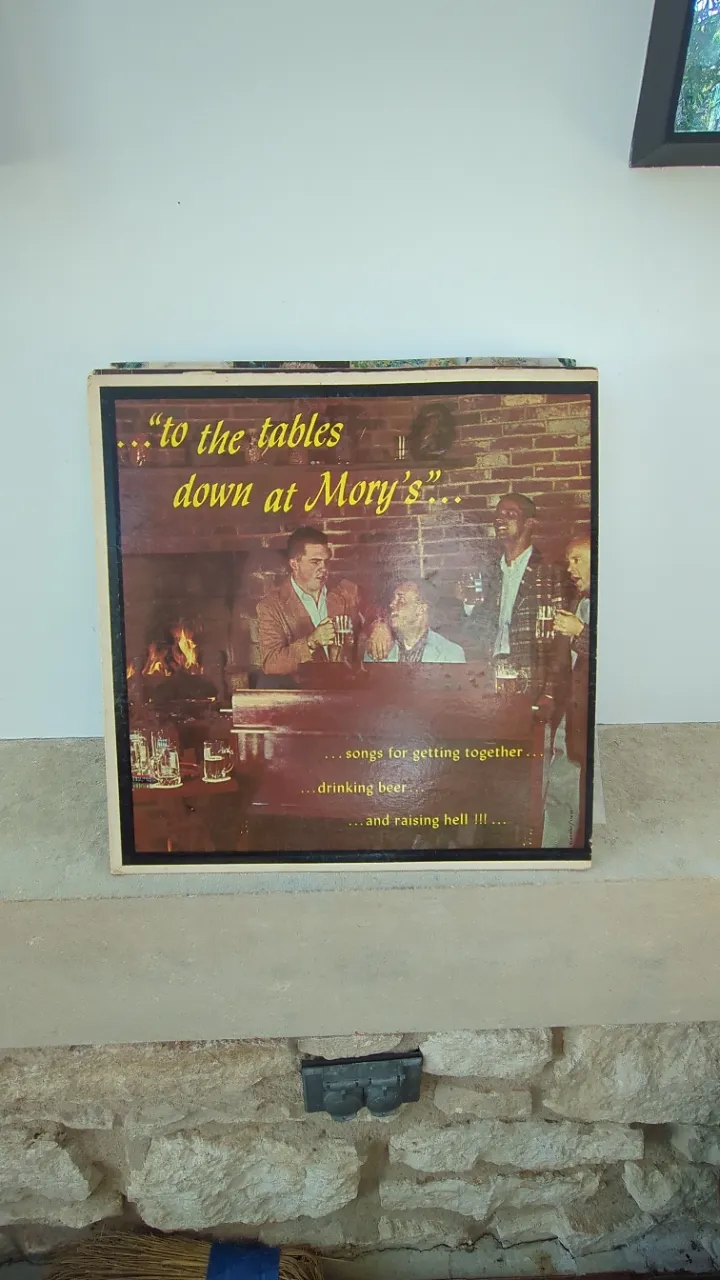 ..."to the tables
down at Mory's"...
...songs for getting together...
...drinking beer...
...and raising hell !!! ...